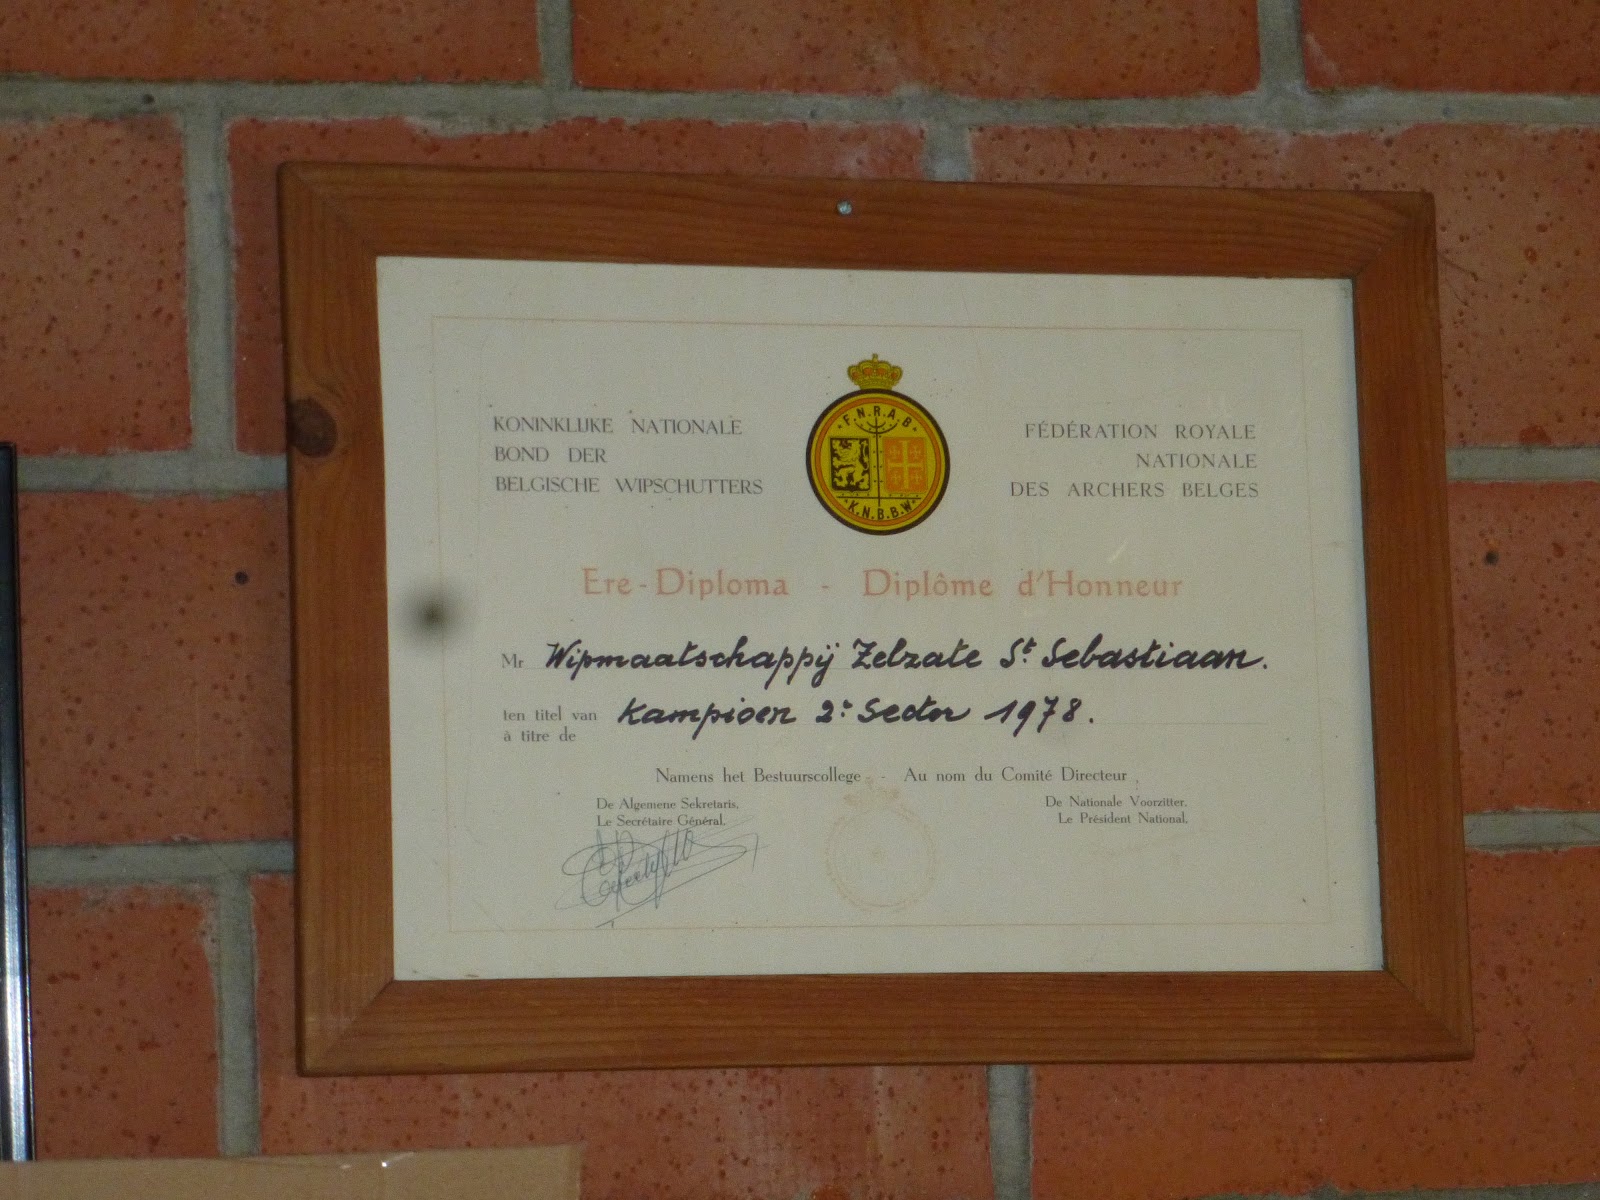 KONINKLIJKE NATIONALE
BOND DER
BELGISCHE WIPSCHUTTERS
F.N.R.A.B
K.N.B.B.W
FÉDÉRATION ROYALE
NATIONALE
DES ARCHERS BELGES
Ere-Diploma - Diplôme d'Honneur
Mr Wipmaatschappij Zelzate St. Sebastiaan.
ten titel van
à titre de
Kampioen 2e Sector 1978.
Namens het Bestuurscollege - Au nom du Comité Directeur
De Algemene Sekretaris,
Le Secrétaire Général,
De Nationale Voorzitter,
Le Président National,